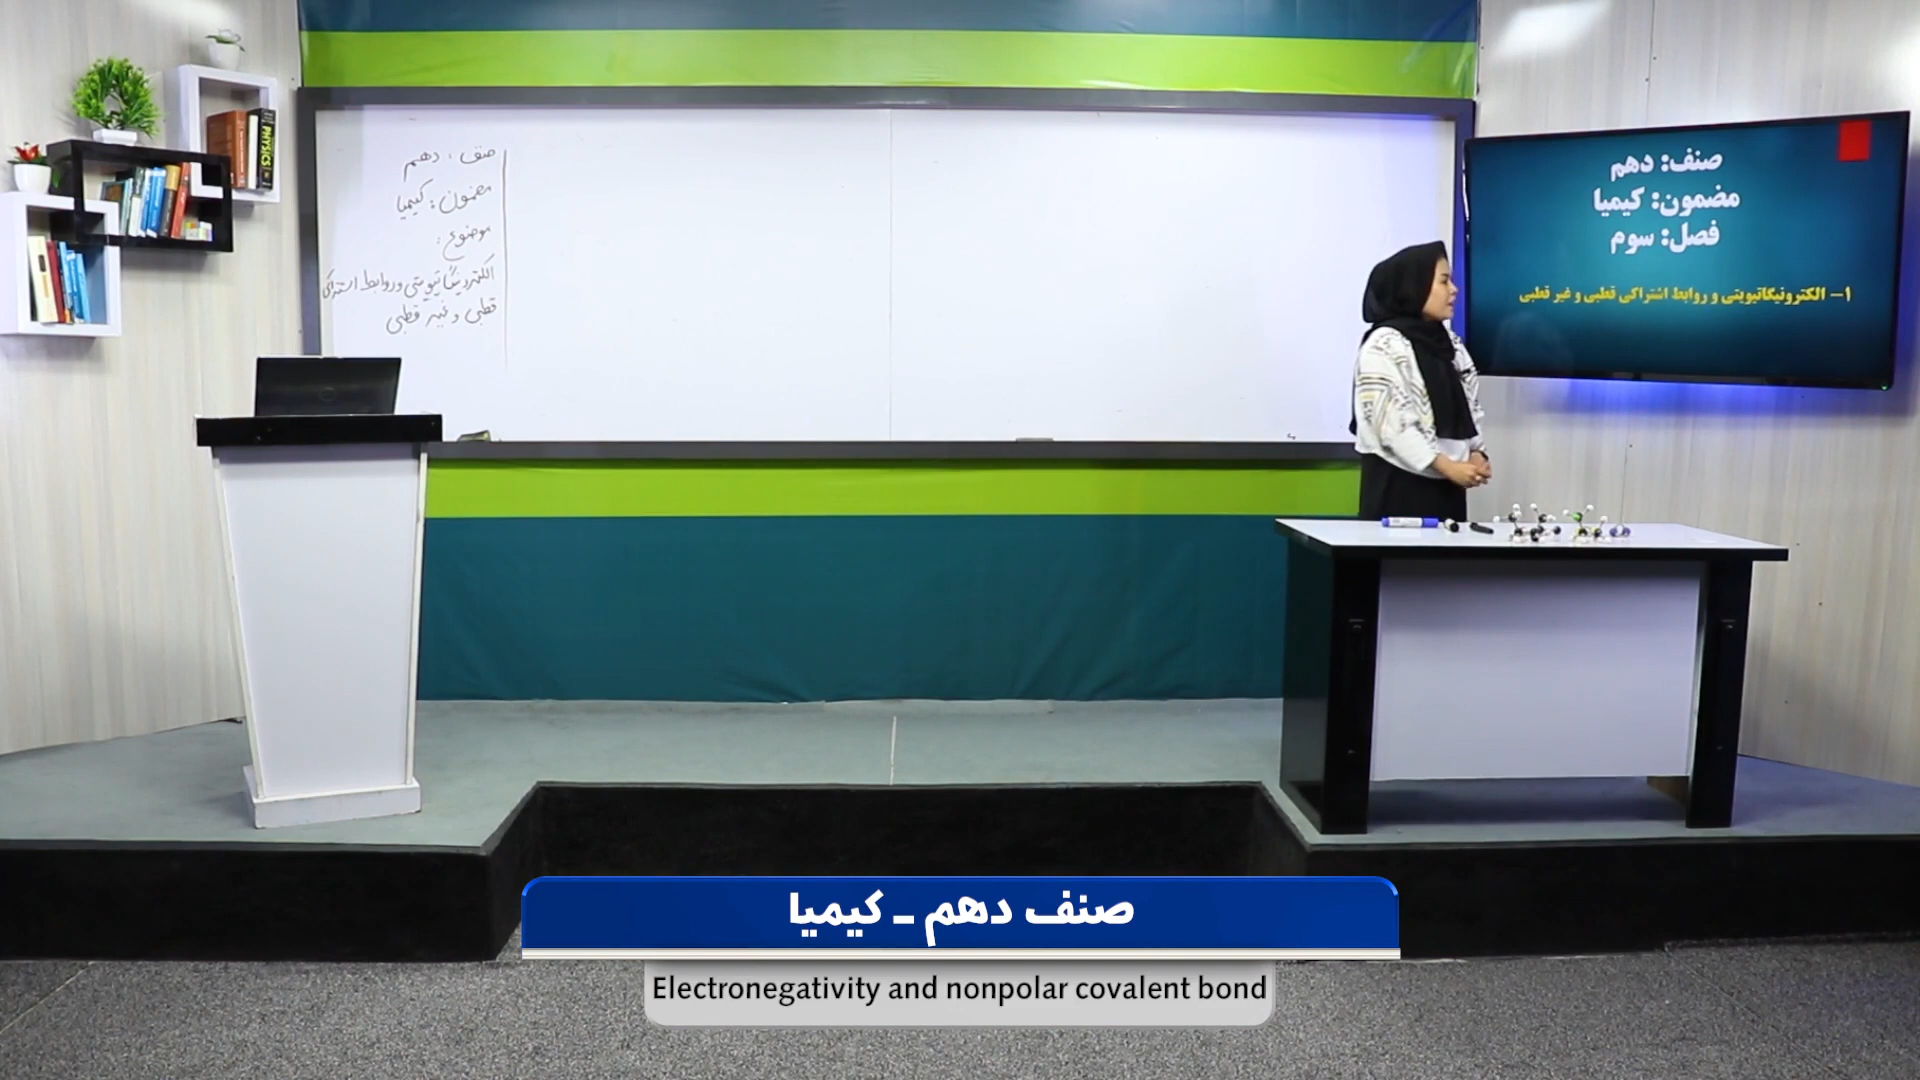 صنف: دهم
مضمون: کیمیا
موضوع:
الکترونیگاتیویتی و روابط اشتراکی
قطبی و غیر قطبی
صنف: دهم
مضمون: کیمیا
فصل: سوم
۱- الکترونیگاتیویتی و روابط اشتراکی قطبی و غیر قطبی
PHYSICS
صنف دهم - کیمیا
Electronegativity and nonpolar covalent bond